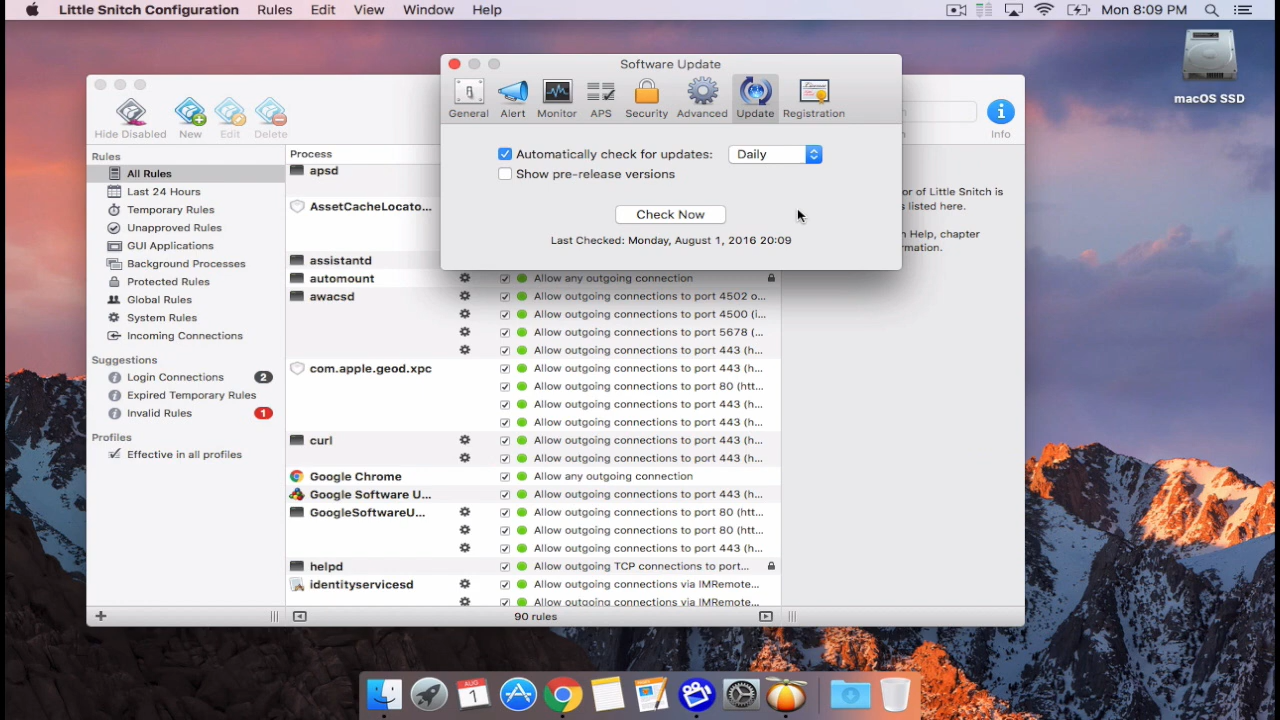 Little Snitch Configuration Rules Edit View Window Help Mon 8:09 PM
macOS SSD
Software Update
General Alert Monitor APS Security Advanced Update Registration
Automatically check for updates: Daily
Show pre-release versions
Check Now
Last Checked: Monday, August 1, 2016 20:09
Hide Disabled New Edit Delete
Info
Rules
All Rules
Last 24 Hours
Temporary Rules
Unapproved Rules
GUI Applications
Background Processes
Protected Rules
Global Rules
System Rules
Incoming Connections
Suggestions
Login Connections 2
Expired Temporary Rules
Invalid Rules 1
Profiles
Effective in all profiles
Process
apsd
AssetCacheLocato...
assistantd
automount Allow any outgoing connection
awacsd Allow outgoing connections to port 4502 o...
Allow outgoing connections to port 4500 (i...
Allow outgoing connections to port 5678 (...
Allow outgoing connections to port 443 (h...
com.apple.geod.xpc Allow outgoing connections to port 443 (h...
Allow outgoing connections to port 80 (htt...
Allow outgoing connections to port 443 (h...
Allow outgoing connections to port 443 (h...
curl Allow outgoing connections to port 443 (h...
Allow outgoing connections to port 443 (h...
Google Chrome Allow any outgoing connection
Google Software U... Allow outgoing connections to port 443 (h...
GoogleSoftwareU... Allow outgoing connections to port 80 (htt...
Allow outgoing connections to port 80 (htt...
Allow outgoing connections to port 443 (h...
helpd Allow outgoing TCP connections to port...
identityservicesd Allow outgoing connections via IMRemote...
Allow outgoing connections via IMRemote...
90 rules
or of Little Snitch is
s listed here.
n Help, chapter
rmation.
AUG
1